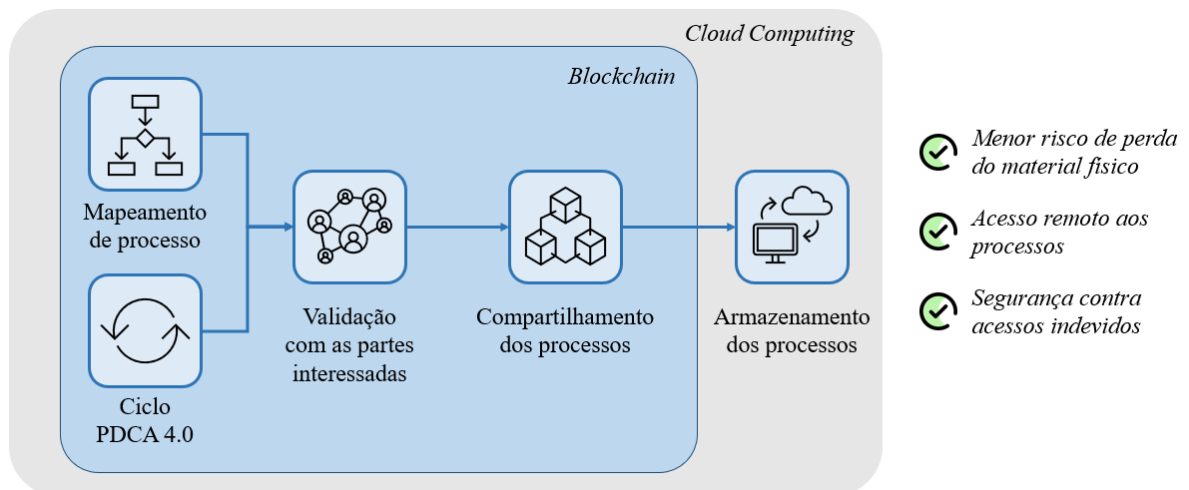 Cloud Computing
Blockchain
Mapeamento
de processo
Ciclo
PDCA 4.0
Validação
com as partes
interessadas
Compartilhamento
dos processos
Armazenamento
dos processos
Menor risco de perda
do material físico
Acesso remoto aos
processos
Segurança contra
acessos indevidos